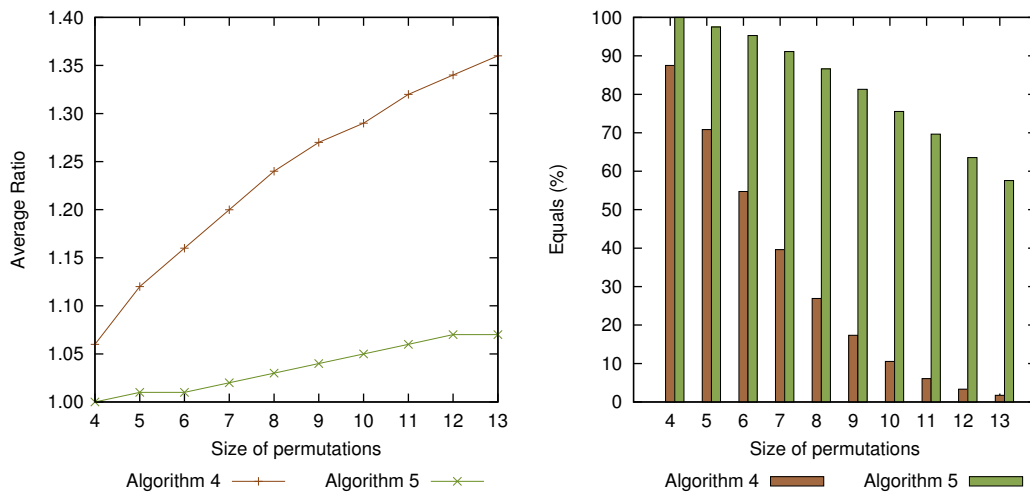 1.40
1.35
1.30
1.25
1.20
1.15
1.10
1.05
1.00
Average Ratio
4 5 6 7 8 9 10 11 12 13
Size of permutations
Algorithm 4 Algorithm 5
100
90
80
70
60
50
40
30
20
10
0
Equals (%)
4 5 6 7 8 9 10 11 12 13
Size of permutations
Algorithm 4 Algorithm 5